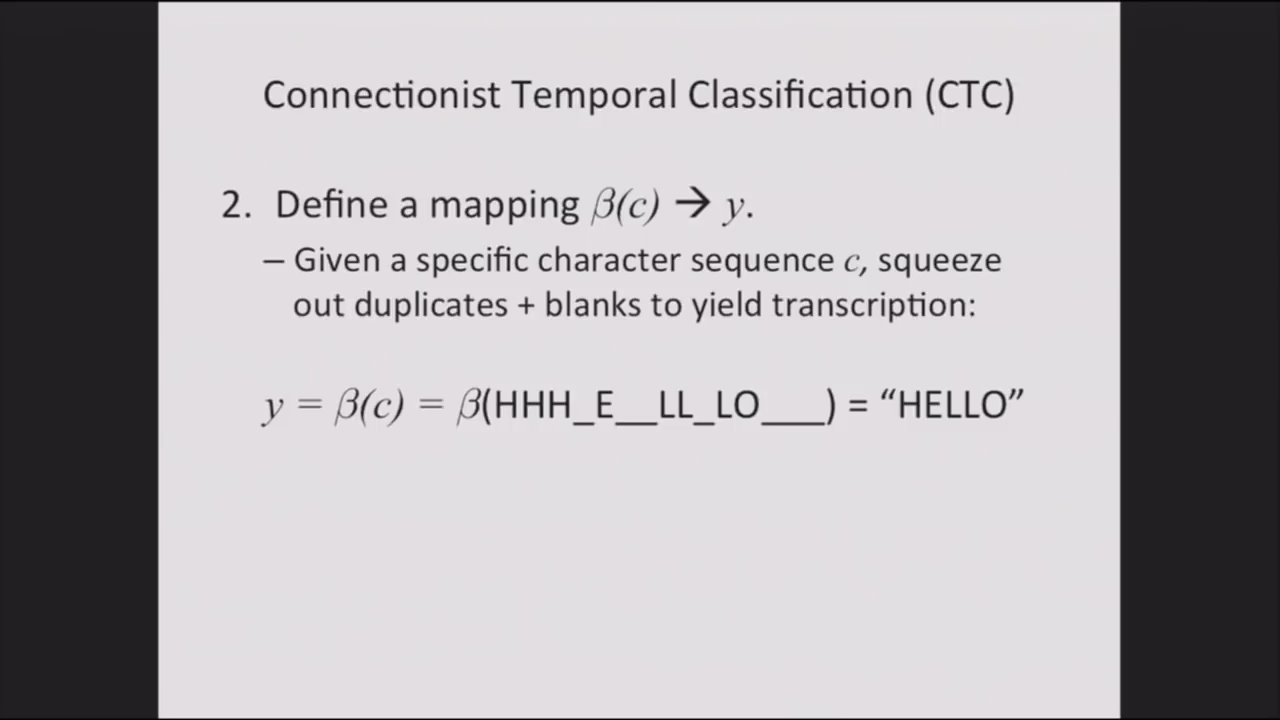 Connectionist Temporal Classification (CTC)
2. Define a mapping β(c) → y.
– Given a specific character sequence c, squeeze
out duplicates + blanks to yield transcription:
y = β(c) = β(HHH_E__LL_LO___) = “HELLO”